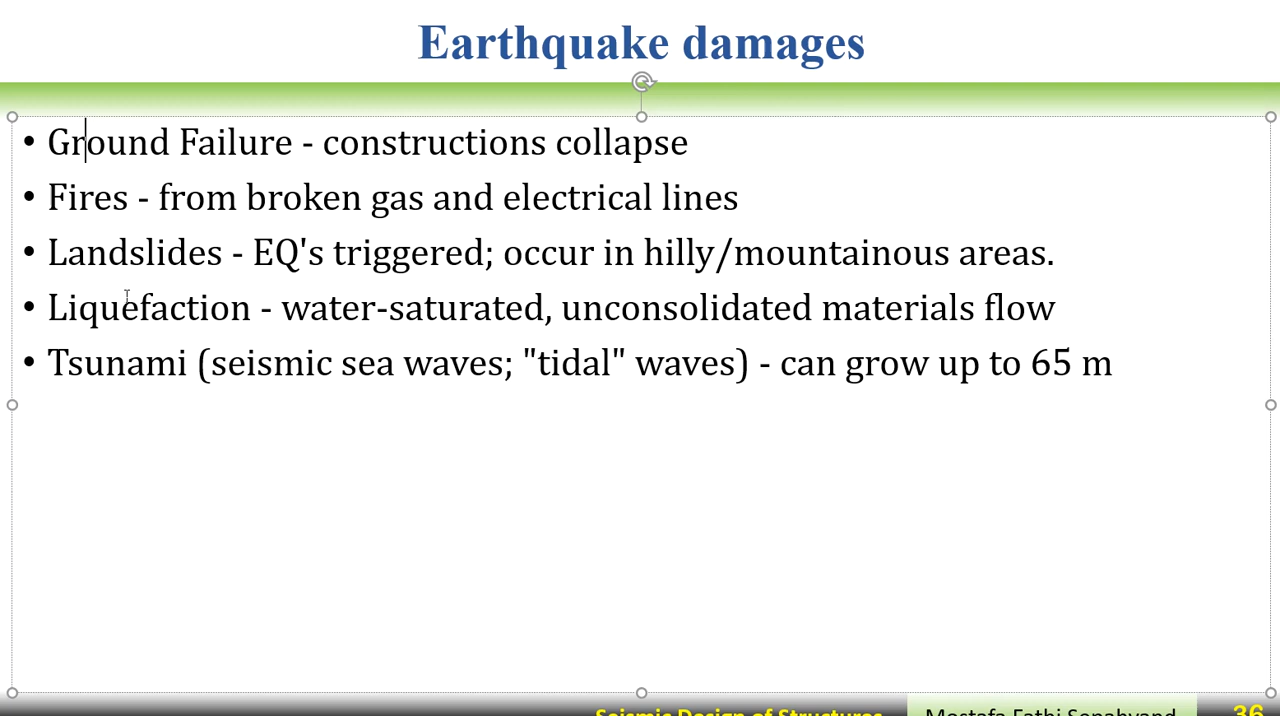 Earthquake damages
• Ground Failure - constructions collapse
• Fires - from broken gas and electrical lines
• Landslides - EQ's triggered; occur in hilly/mountainous areas.
• Liquefaction - water-saturated, unconsolidated materials flow
• Tsunami (seismic sea waves; "tidal" waves) - can grow up to 65 m
Seismic Design of Structures Mostafa Fathi Sepahvand 36